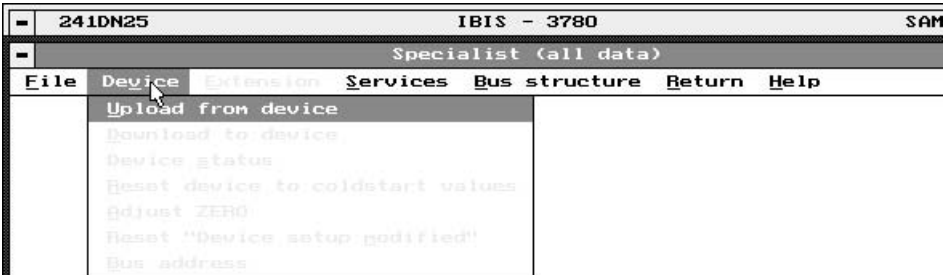 241DN25 IBIS - 3780 SAM
Specialist (all data)
File Device Extension Services Bus structure Return Help
Upload from device
Download to device
Device status
Reset device to coldstart values
Adjust ZERO
Reset "Device setup modified"
Bus address